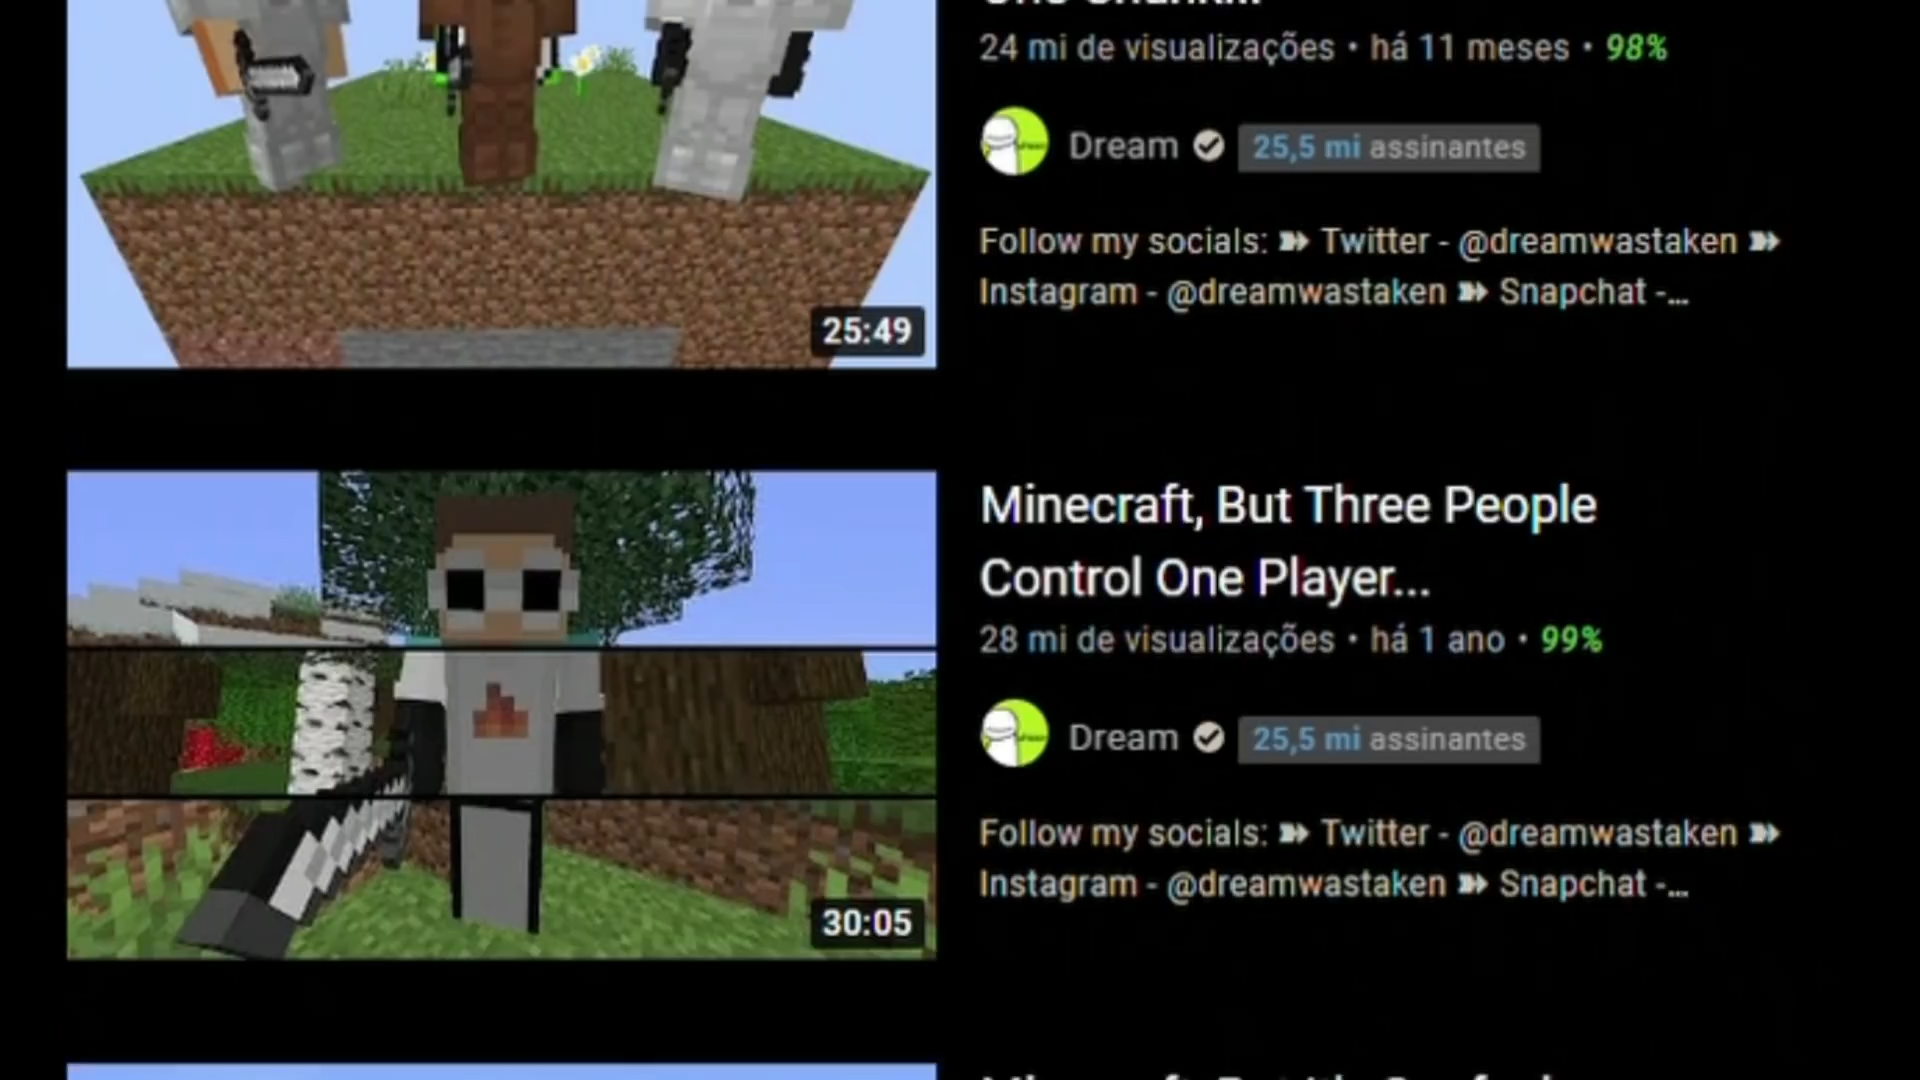 24 mi de visualizações • há 11 meses • 98%
Dream
25,5 mi assinantes
Follow my socials: ➽ Twitter - @dreamwastaken ➽
Instagram - @dreamwastaken ➽ Snapchat -...
25:49
Minecraft, But Three People
Control One Player...
28 mi de visualizações • há 1 ano • 99%
Dream
25,5 mi assinantes
Follow my socials: ➽ Twitter - @dreamwastaken ➽
Instagram - @dreamwastaken ➽ Snapchat -...
30:05